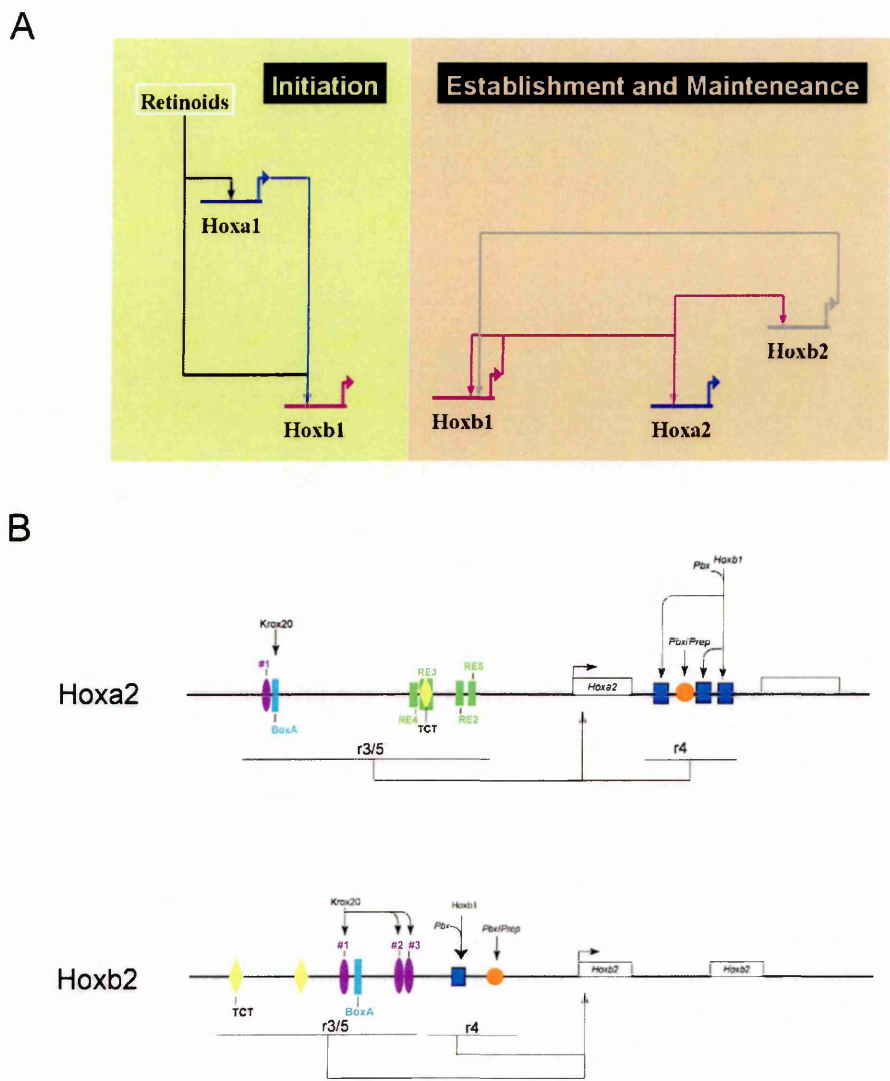 A
Initiation
Establishment and Mainteneance
Retinoids
Hoxa1
Hoxb2
Hoxb1
Hoxb1
Hoxa2
B
Hoxb1
Pbx
Krox20
Pbx/Prep
#1
RE3
RE5
Hoxa2
Hoxa2
BoxA
RE4
TCT
RE2
r3/5
r4
Krox20
Hoxb1
Pbx
Pbx/Prep
#1
#2
#3
Hoxb2
Hoxb2
Hoxb2
TCT
BoxA
r3/5
r4